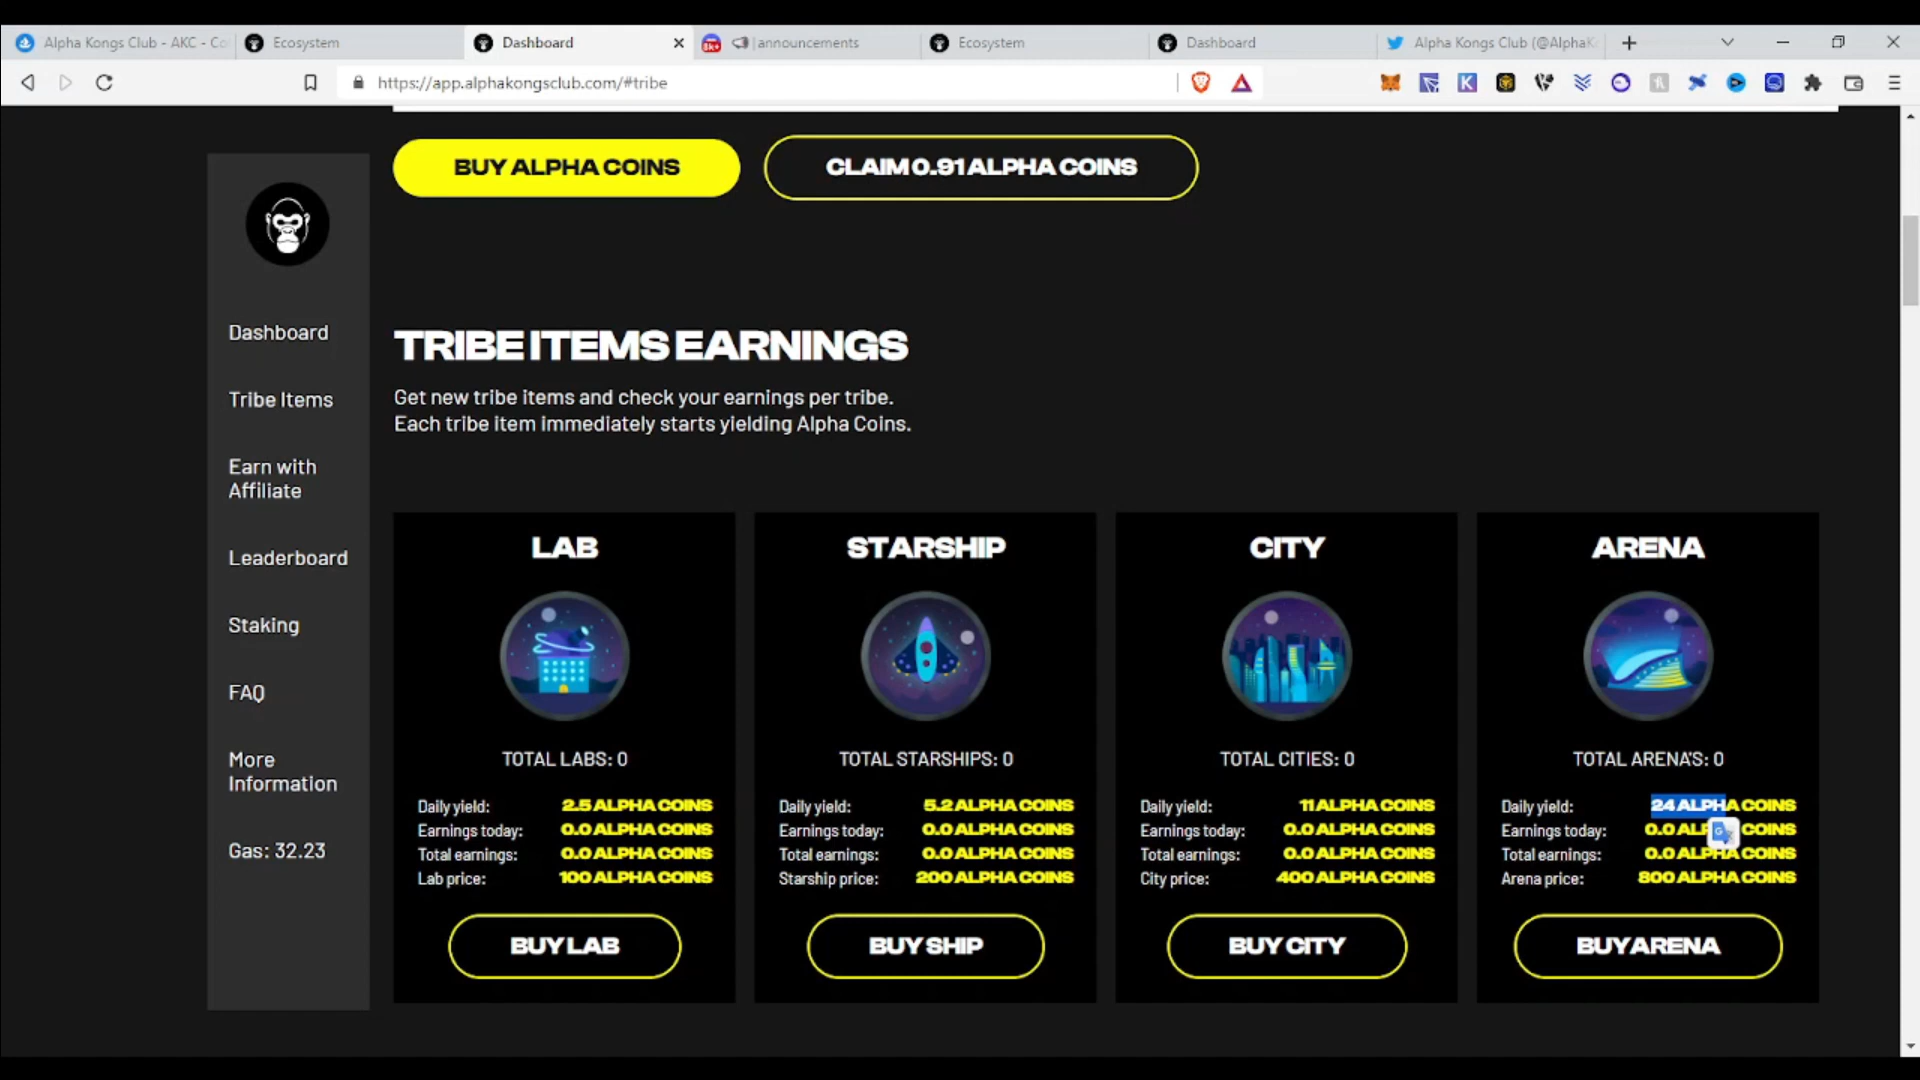 Alpha Kongs Club - AKC - Co
Ecosystem
Dashboard
announcements
Ecosystem
Dashboard
Alpha Kongs Club (@AlphaK
https://app.alphakongsclub.com/#tribe
BUY ALPHA COINS
CLAIM 0.91 ALPHA COINS
Dashboard
Tribe Items
Earn with
Affiliate
Leaderboard
Staking
FAQ
More
Information
Gas: 32.23
TRIBE ITEMS EARNINGS
Get new tribe items and check your earnings per tribe.
Each tribe item immediately starts yielding Alpha Coins.
LAB
TOTAL LABS: 0
Daily yield: 2.5 ALPHA COINS
Earnings today: 0.0 ALPHA COINS
Total earnings: 0.0 ALPHA COINS
Lab price: 100 ALPHA COINS
BUY LAB
STARSHIP
TOTAL STARSHIPS: 0
Daily yield: 5.2 ALPHA COINS
Earnings today: 0.0 ALPHA COINS
Total earnings: 0.0 ALPHA COINS
Starship price: 200 ALPHA COINS
BUY SHIP
CITY
TOTAL CITIES: 0
Daily yield: 11 ALPHA COINS
Earnings today: 0.0 ALPHA COINS
Total earnings: 0.0 ALPHA COINS
City price: 400 ALPHA COINS
BUY CITY
ARENA
TOTAL ARENA'S: 0
Daily yield: 24 ALPHA COINS
Earnings today: 0.0 ALP COINS
Total earnings: 0.0 ALPHA COINS
Arena price: 800 ALPHA COINS
BUY ARENA